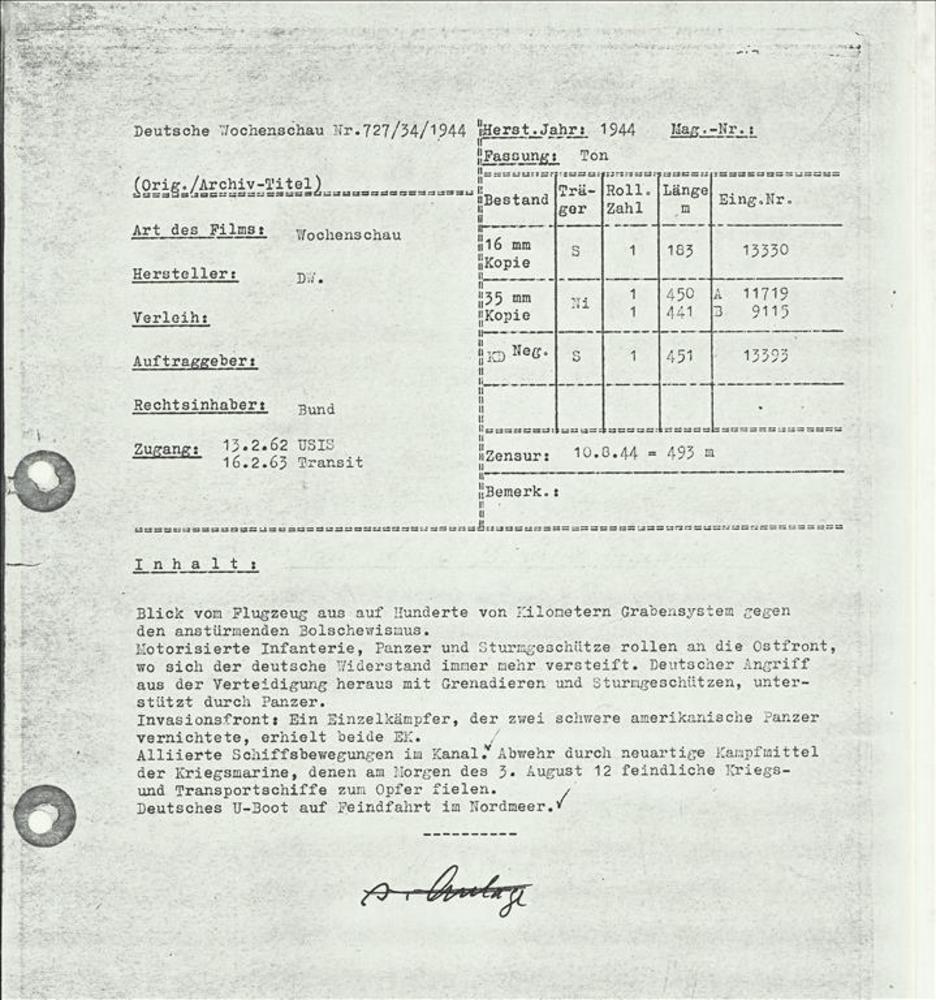 Deutsche Wochenschau Nr.727/34/1944
Herst.Jahr: 1944 Mag.-Nr.:
Fassung: Ton
(Orig./Archiv-Titel)
Bestand Trä-ger Roll. Zahl Länge m Eing.Nr.
16 mm Kopie S 1 183 13330
35 mm Kopie Ni 1 450 A 11719
1 441 B 9115
KD Neg. S 1 451 13393
Zensur: 10.8.44 = 493 m
Bemerk.:
Art des Films: Wochenschau
Hersteller: DW.
Verleih:
Auftraggeber:
Rechtsinhaber: Bund
Zugang: 13.2.62 USIS
16.2.63 Transit
Inhalt:
Blick vom Flugzeug aus auf Hunderte von Kilometern Grabensystem gegen
den anstürmenden Bolschewismus.
Motorisierte Infanterie, Panzer und Sturmgeschütze rollen an die Ostfront,
wo sich der deutsche Widerstand immer mehr versteift. Deutscher Angriff
aus der Verteidigung heraus mit Grenadieren und Sturmgeschützen, unter-
stützt durch Panzer.
Invasionsfront: Ein Einzelkämpfer, der zwei schwere amerikanische Panzer
vernichtete, erhielt beide EK.
Alliierte Schiffsbewegungen im Kanal. Abwehr durch neuartige Kampfmittel
der Kriegsmarine, denen am Morgen des 3. August 12 feindliche Kriegs-
und Transportschiffe zum Opfer fielen.
Deutsches U-Boot auf Feindfahrt im Nordmeer.
s. Anlage